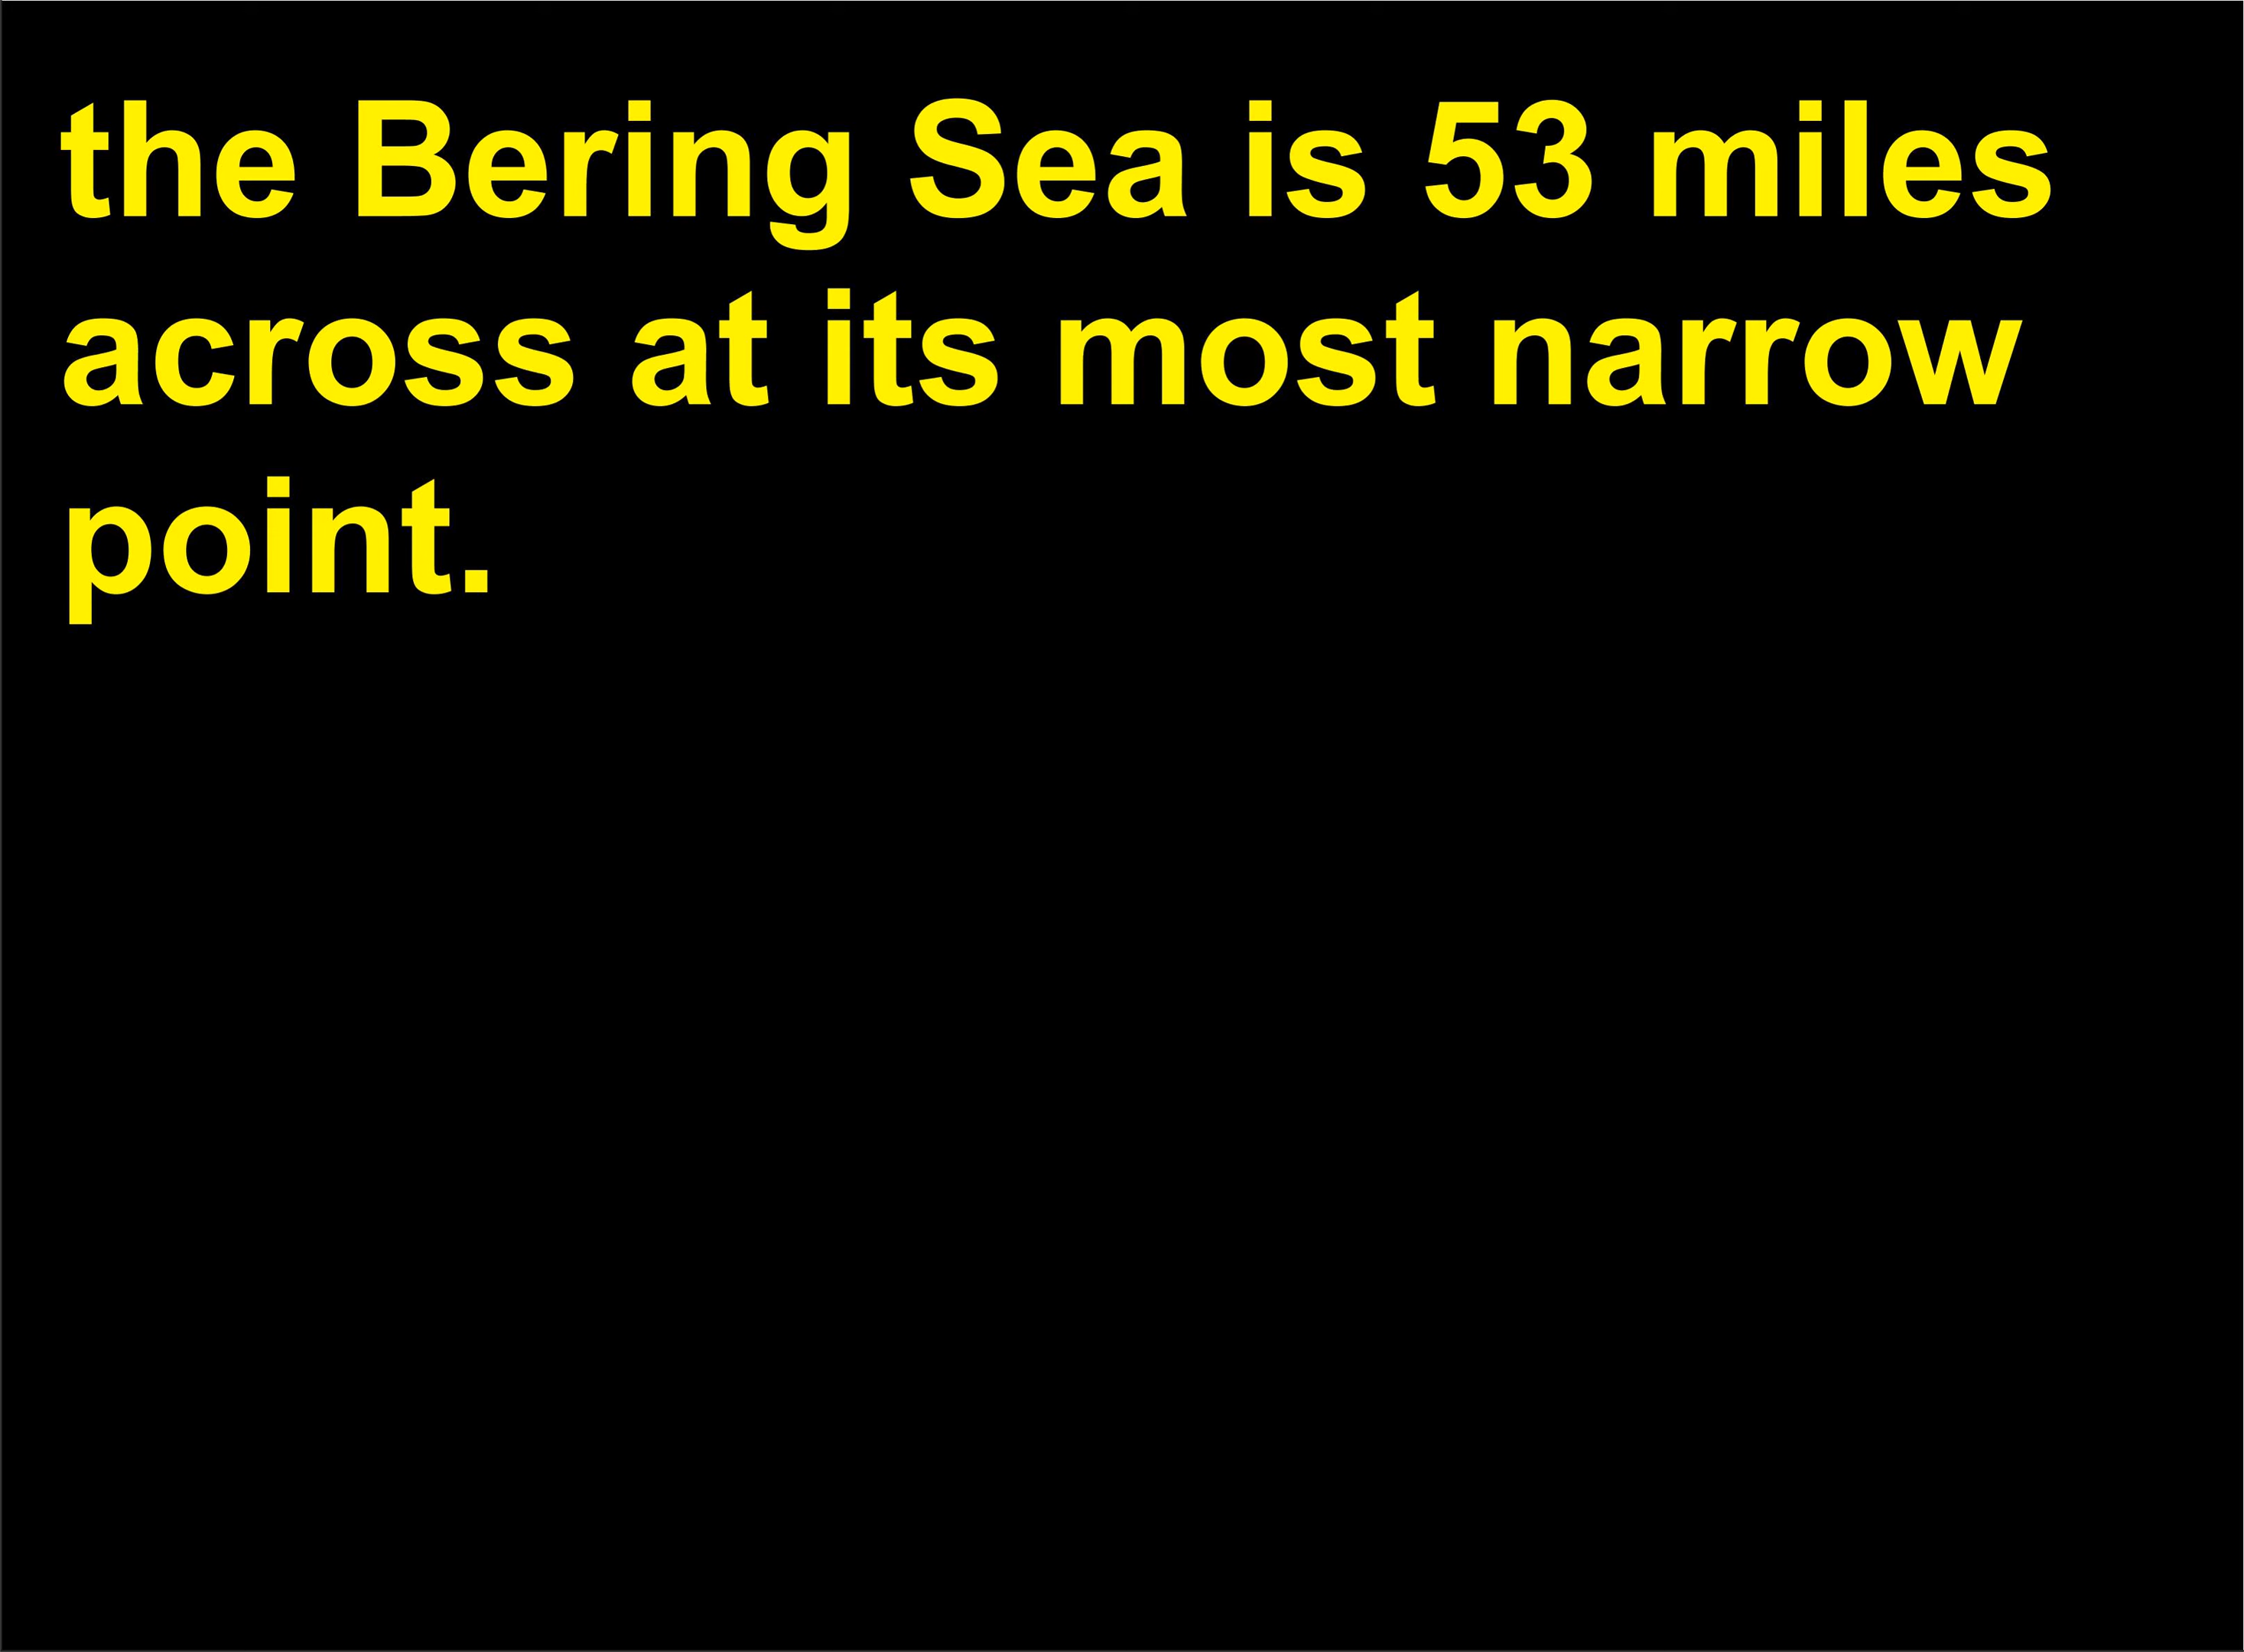 the Bering Sea is 53 miles
across at its most narrow
point.